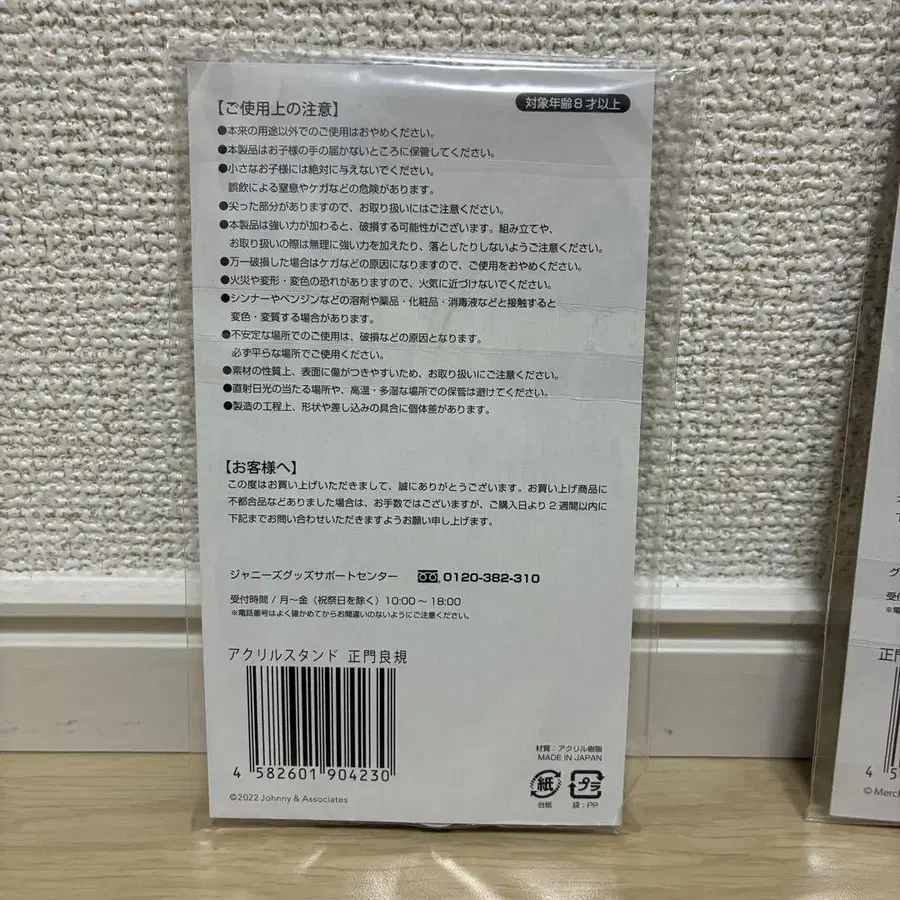 【ご使用上の注意】
対象年齢8才以上
●本来の用途以外でのご使用はおやめください。
●本製品はお子様の手の届かないところに保管してください。
●小さなお子様には絶対に与えないでください。
誤飲による窒息やケガなどの危険があります。
●尖った部分がありますので、お取り扱いにはご注意ください。
●本製品は強い力が加わると、破損する可能性がございます。組み立てや、
お取り扱いの際は無理に強い力を加えたり、落としたりしないようご注意ください。
●万一破損した場合はケガなどの原因になりますので、ご使用をおやめください。
●火災や変形・変色の恐れがありますので、火気に近づけないでください。
●シンナーやベンジンなどの溶剤や薬品・化粧品・消毒液などと接触すると
変色・変質する場合があります。
●不安定な場所でのご使用は、破損などの原因となります。
必ず平らな場所でご使用ください。
●素材の性質上、表面に傷がつきやすいため、お取り扱いにご注意ください。
●直射日光の当たる場所や、高温・多湿な場所での保管は避けてください。
●製造の工程上、形状や差し込みの具合に個体差があります。
【お客様へ】
この度はお買い上げいただきまして、誠にありがとうございます。お買い上げ商品に
不都合品などありました場合は、お手数ではございますが、ご購入日より2週間以内に
下記までお問い合わせいただきますようお願い申し上げます。
ジャニーズグッズサポートセンター 0120-382-310
受付時間 / 月～金（祝祭日を除く）10:00～18:00
※電話番号はよく確かめてからお間違いのないようにご注意ください。
アクリルスタンド 正門良規
4 582601 904230
©2022 Johnny & Associates
材質：アクリル樹脂
MADE IN JAPAN
紙
台紙
プラ
袋：PP
グ
受付
※電
正門
4 5
© Merch